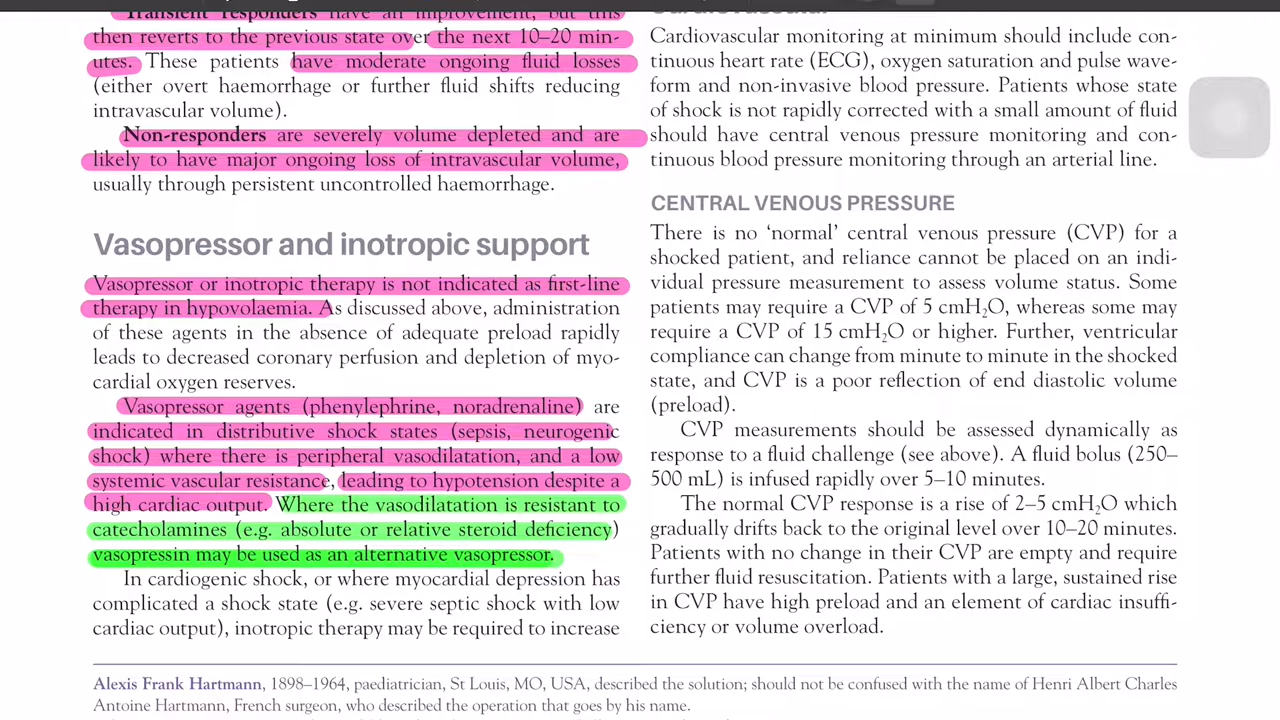 Transient responders have an improvement, but this
then reverts to the previous state over the next 10–20 min-
utes. These patients have moderate ongoing fluid losses
(either overt haemorrhage or further fluid shifts reducing
intravascular volume).
Non-responders are severely volume depleted and are
likely to have major ongoing loss of intravascular volume,
usually through persistent uncontrolled haemorrhage.
Vasopressor and inotropic support
Vasopressor or inotropic therapy is not indicated as first-line
therapy in hypovolaemia. As discussed above, administration
of these agents in the absence of adequate preload rapidly
leads to decreased coronary perfusion and depletion of myo-
cardial oxygen reserves.
Vasopressor agents (phenylephrine, noradrenaline) are
indicated in distributive shock states (sepsis, neurogenic
shock) where there is peripheral vasodilatation, and a low
systemic vascular resistance, leading to hypotension despite a
high cardiac output. Where the vasodilatation is resistant to
catecholamines (e.g. absolute or relative steroid deficiency)
vasopressin may be used as an alternative vasopressor.
In cardiogenic shock, or where myocardial depression has
complicated a shock state (e.g. severe septic shock with low
cardiac output), inotropic therapy may be required to increase
Cardiovascular monitoring at minimum should include con-
tinuous heart rate (ECG), oxygen saturation and pulse wave-
form and non-invasive blood pressure. Patients whose state
of shock is not rapidly corrected with a small amount of fluid
should have central venous pressure monitoring and con-
tinuous blood pressure monitoring through an arterial line.
CENTRAL VENOUS PRESSURE
There is no ‘normal’ central venous pressure (CVP) for a
shocked patient, and reliance cannot be placed on an indi-
vidual pressure measurement to assess volume status. Some
patients may require a CVP of 5 cmH₂O, whereas some may
require a CVP of 15 cmH₂O or higher. Further, ventricular
compliance can change from minute to minute in the shocked
state, and CVP is a poor reflection of end diastolic volume
(preload).
CVP measurements should be assessed dynamically as
response to a fluid challenge (see above). A fluid bolus (250–
500 mL) is infused rapidly over 5–10 minutes.
The normal CVP response is a rise of 2–5 cmH₂O which
gradually drifts back to the original level over 10–20 minutes.
Patients with no change in their CVP are empty and require
further fluid resuscitation. Patients with a large, sustained rise
in CVP have high preload and an element of cardiac insuffi-
ciency or volume overload.
Alexis Frank Hartmann, 1898–1964, paediatrician, St Louis, MO, USA, described the solution; should not be confused with the name of Henri Albert Charles
Antoine Hartmann, French surgeon, who described the operation that goes by his name.